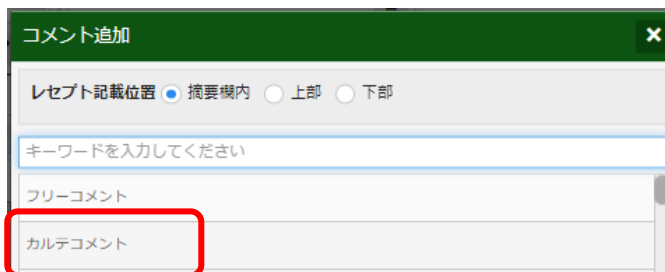 コメント追加
レセプト記載位置 摘要欄内 上部 下部
キーワードを入力してください
フリーコメント
カルテコメント